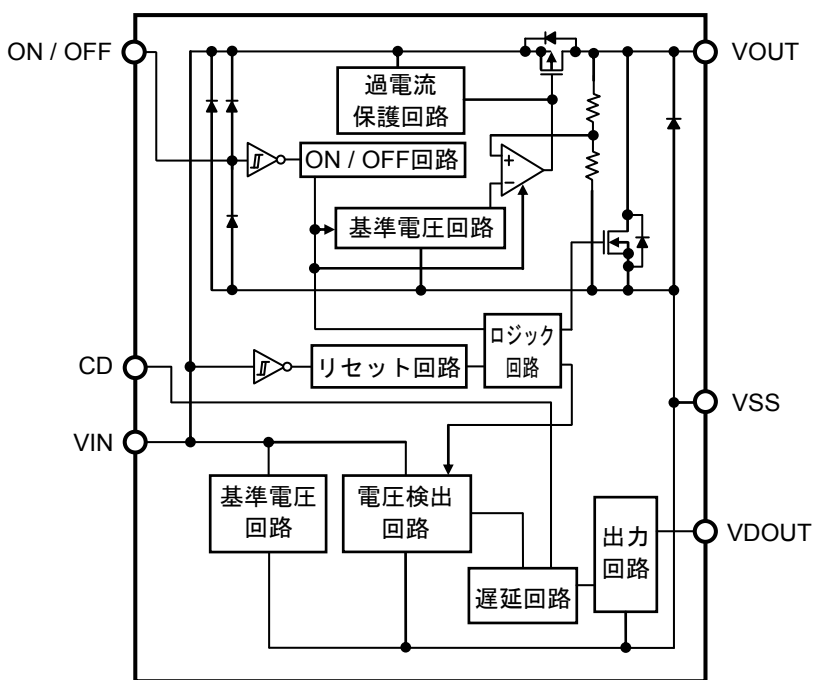 ON / OFF
VOUT
過電流
保護回路
ON / OFF回路
+
−
基準電圧回路
ロジック
回路
CD
リセット回路
VSS
VIN
基準電圧
回路
電圧検出
回路
出力
回路
VDOUT
遅延回路